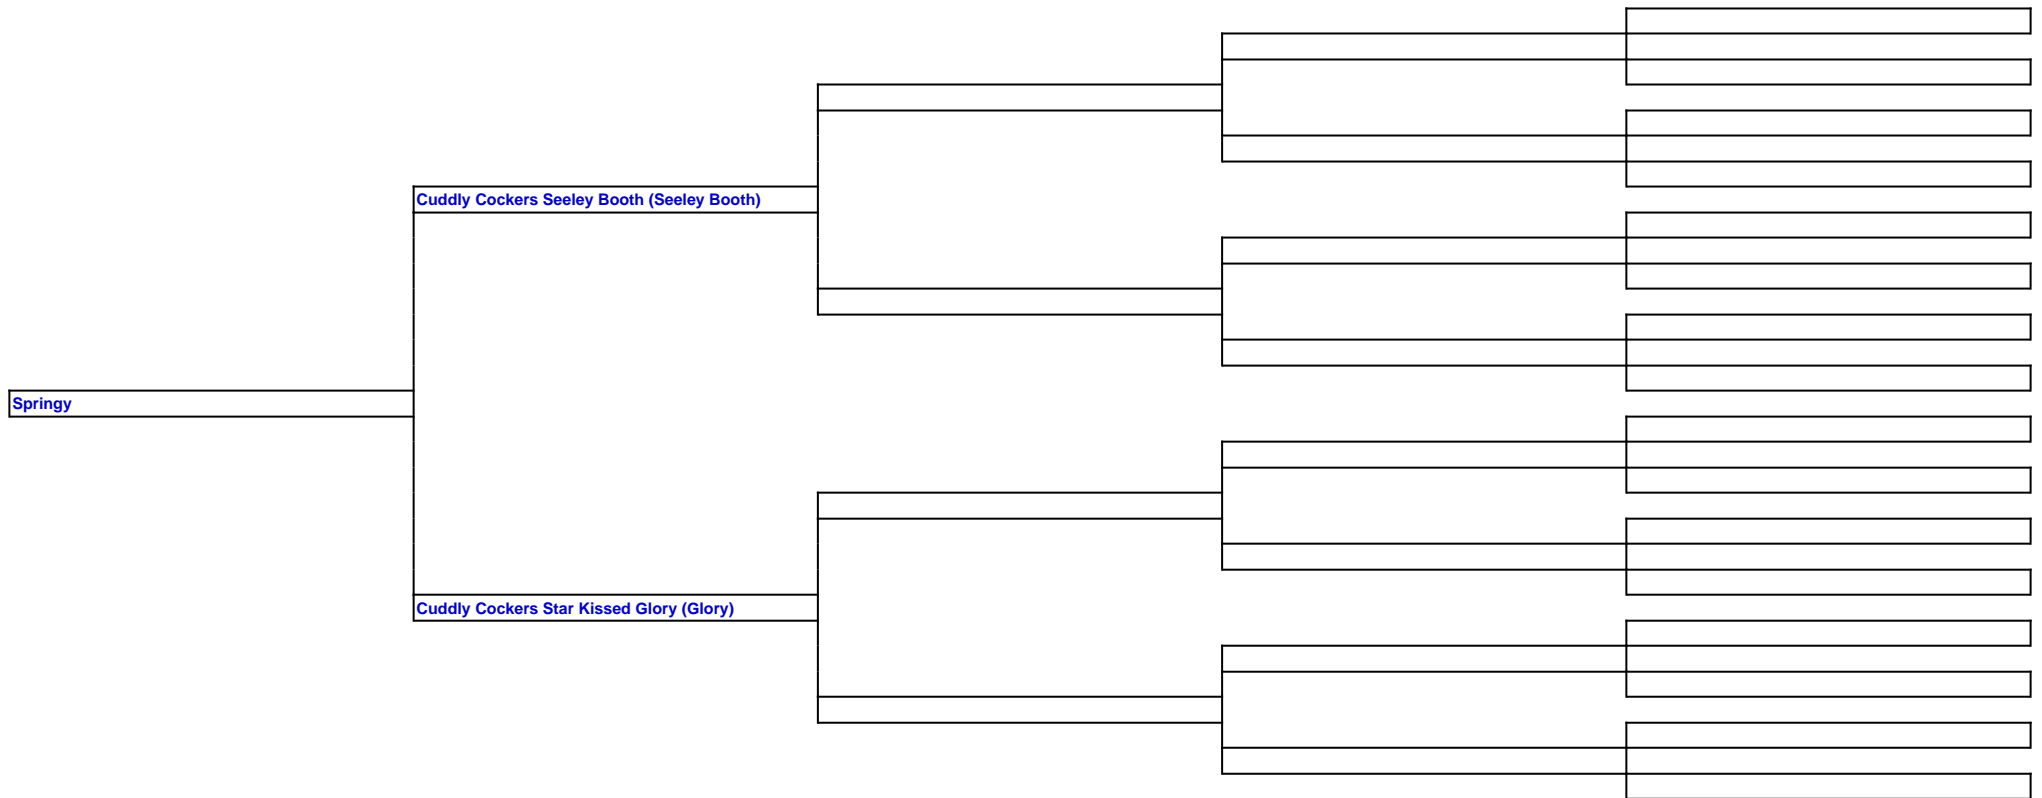 Cuddly Cockers Seeley Booth (Seeley Booth)
Springy
Cuddly Cockers Star Kissed Glory (Glory)